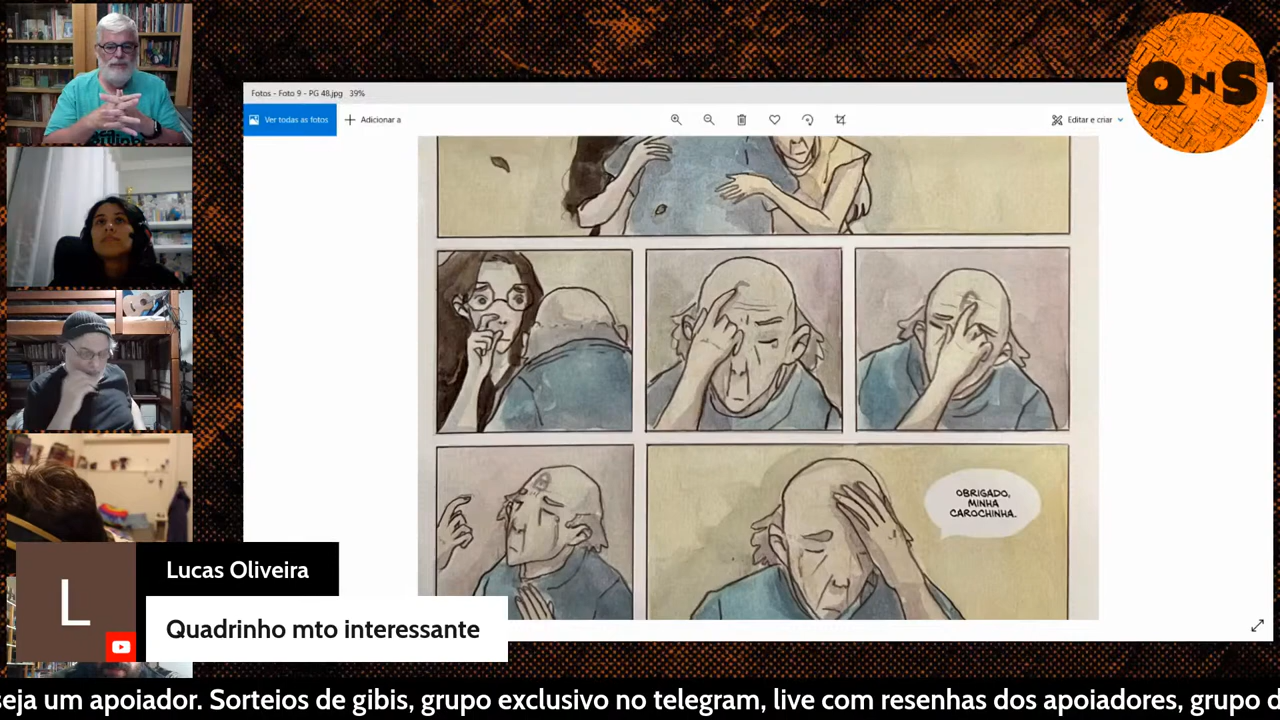 Fotos - Foto 9 - PG 48.jpg 39%
QNS
Ver todas as fotos
Adicionar a
Editar e criar
OBRIGADO,
MINHA
CAROCHINHA.
L
Lucas Oliveira
Quadrinho mto interessante
seja um apoiador. Sorteios de gibis, grupo exclusivo no telegram, live com resenhas dos apoiadores, grupo d